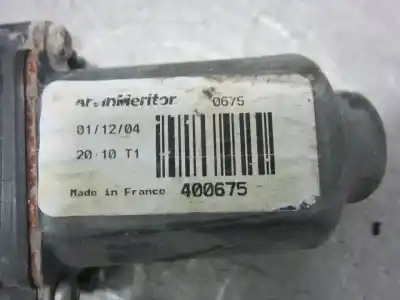 ArvinMeritor 0675
01/12/04
20·10 T1
Made in France 400675